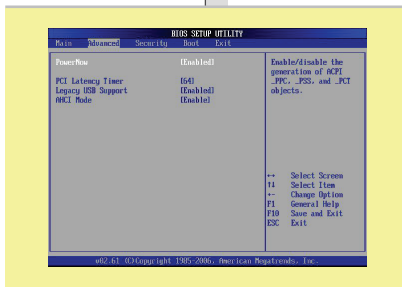 BIOS SETUP UTILITY
Main Advanced Security Boot Exit
PowerNow [Enabled]
PCI Latency Timer [64]
Legacy USB Support [Enabled]
AHCI Mode [Enable]
Enable/disable the
generation of ACPI
_PPC, _PSS, and _PCT
objects.
↔ Select Screen
↑↓ Select Item
+- Change Option
F1 General Help
F10 Save and Exit
ESC Exit
v02.61 (C)Copyright 1985-2006, American Megatrends, Inc.